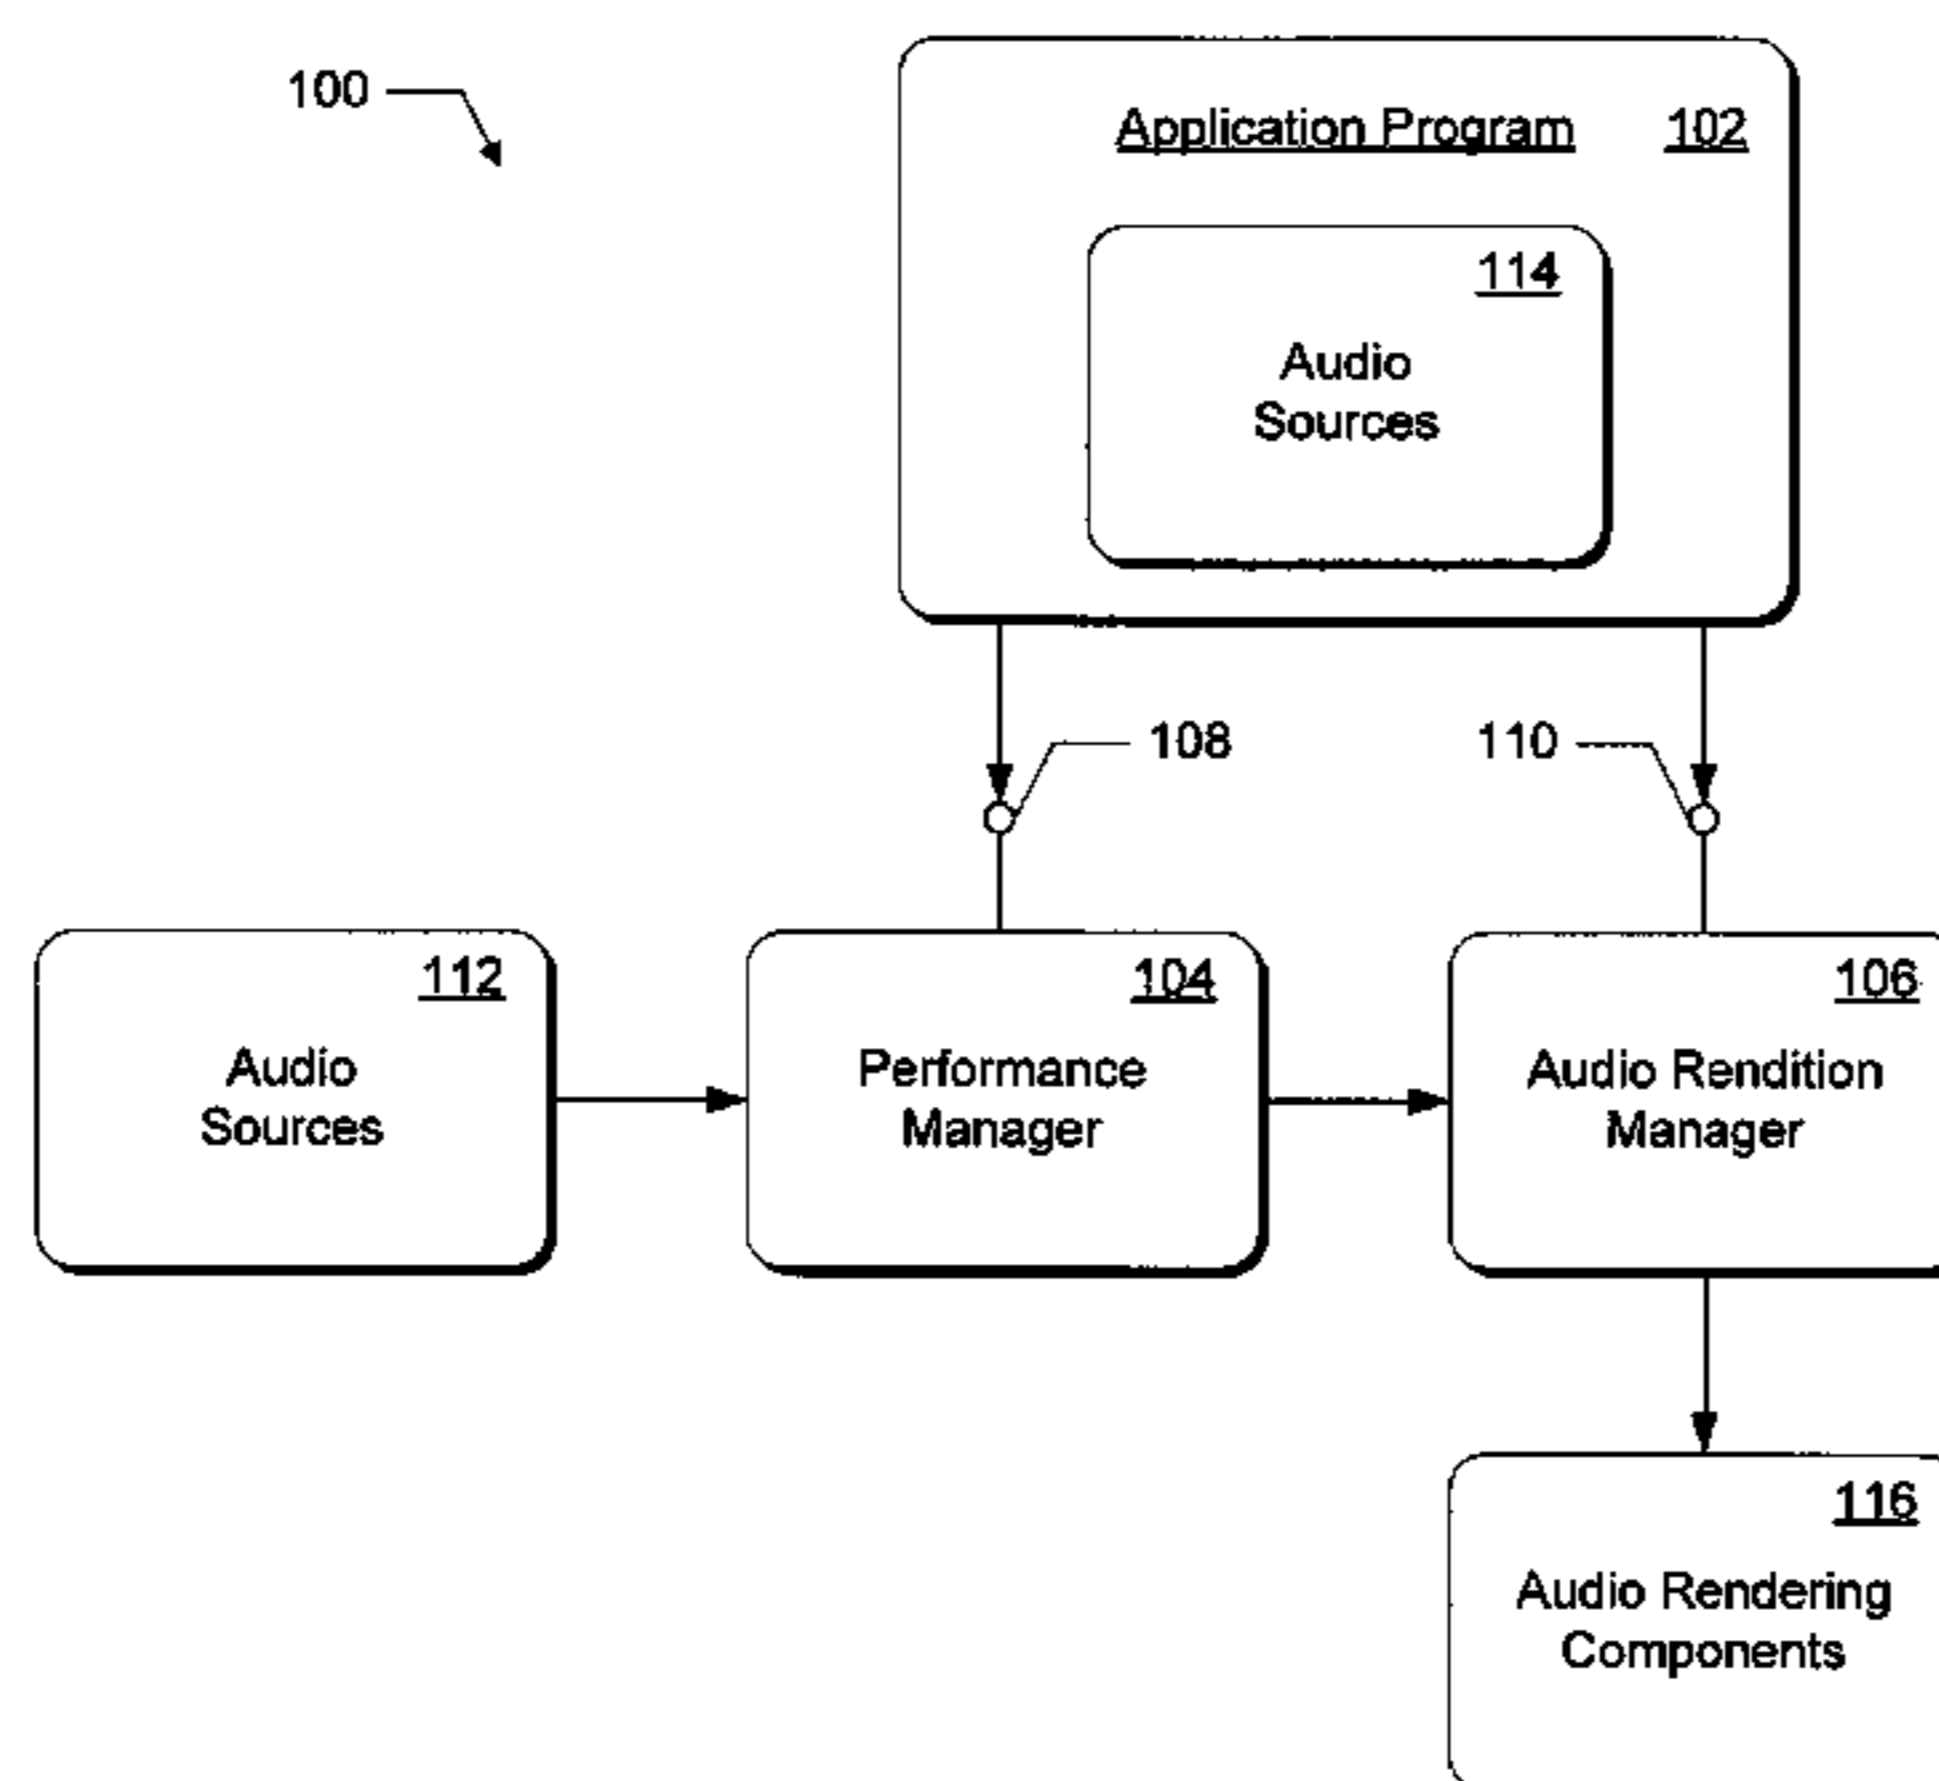 100
Application Program 102
114
Audio
Sources
108
110
112
Audio
Sources
104
Performance
Manager
106
Audio Rendition
Manager
116
Audio Rendering
Components